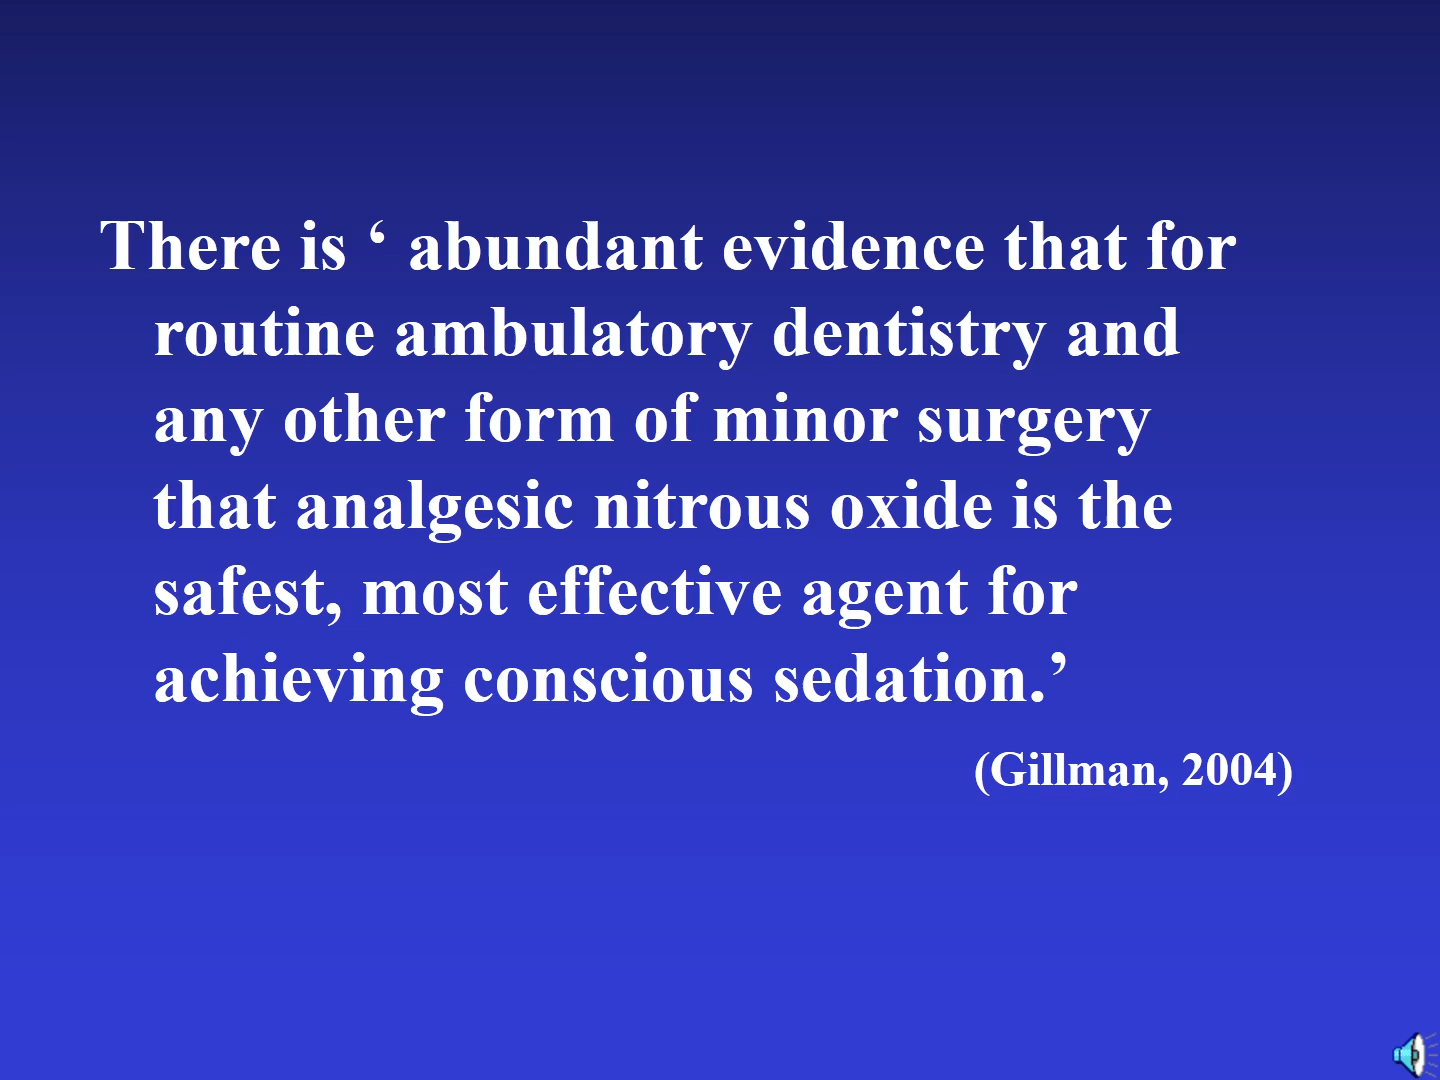 There is ‘ abundant evidence that for
routine ambulatory dentistry and
any other form of minor surgery
that analgesic nitrous oxide is the
safest, most effective agent for
achieving conscious sedation.’
(Gillman, 2004)